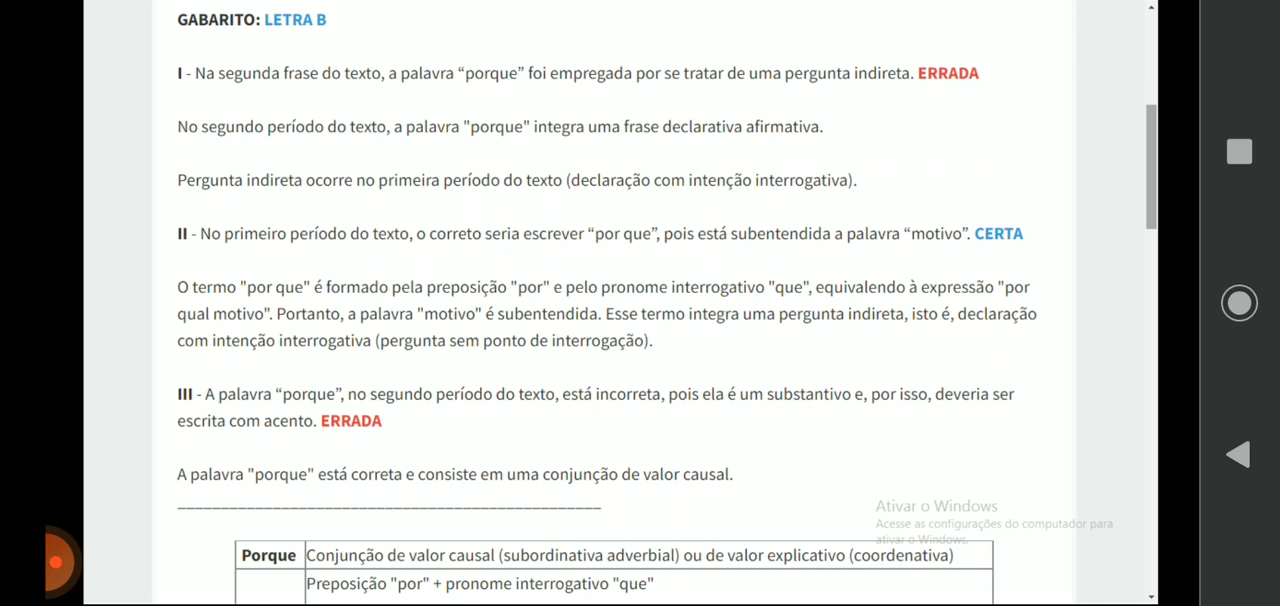 GABARITO: LETRA B
I - Na segunda frase do texto, a palavra “porque” foi empregada por se tratar de uma pergunta indireta. ERRADA
No segundo período do texto, a palavra "porque" integra uma frase declarativa afirmativa.
Pergunta indireta ocorre no primeira período do texto (declaração com intenção interrogativa).
II - No primeiro período do texto, o correto seria escrever “por que”, pois está subentendida a palavra “motivo”. CERTA
O termo "por que" é formado pela preposição "por" e pelo pronome interrogativo "que", equivalendo à expressão "por
qual motivo". Portanto, a palavra "motivo" é subentendida. Esse termo integra uma pergunta indireta, isto é, declaração
com intenção interrogativa (pergunta sem ponto de interrogação).
III - A palavra “porque”, no segundo período do texto, está incorreta, pois ela é um substantivo e, por isso, deveria ser
escrita com acento. ERRADA
A palavra "porque" está correta e consiste em uma conjunção de valor causal.
Ativar o Windows
Acesse as configurações do computador para
ativar o Windows.
Porque Conjunção de valor causal (subordinativa adverbial) ou de valor explicativo (coordenativa)
Preposição "por" + pronome interrogativo "que"